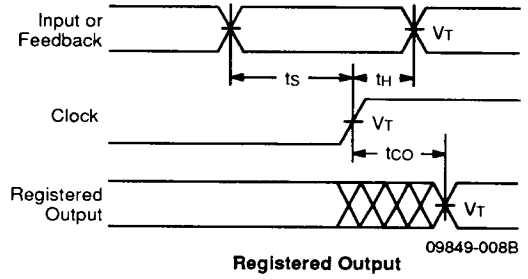 Input or
Feedback
VT
tS
tH
Clock
VT
tCO
Registered
Output
VT
09849-008B
Registered Output